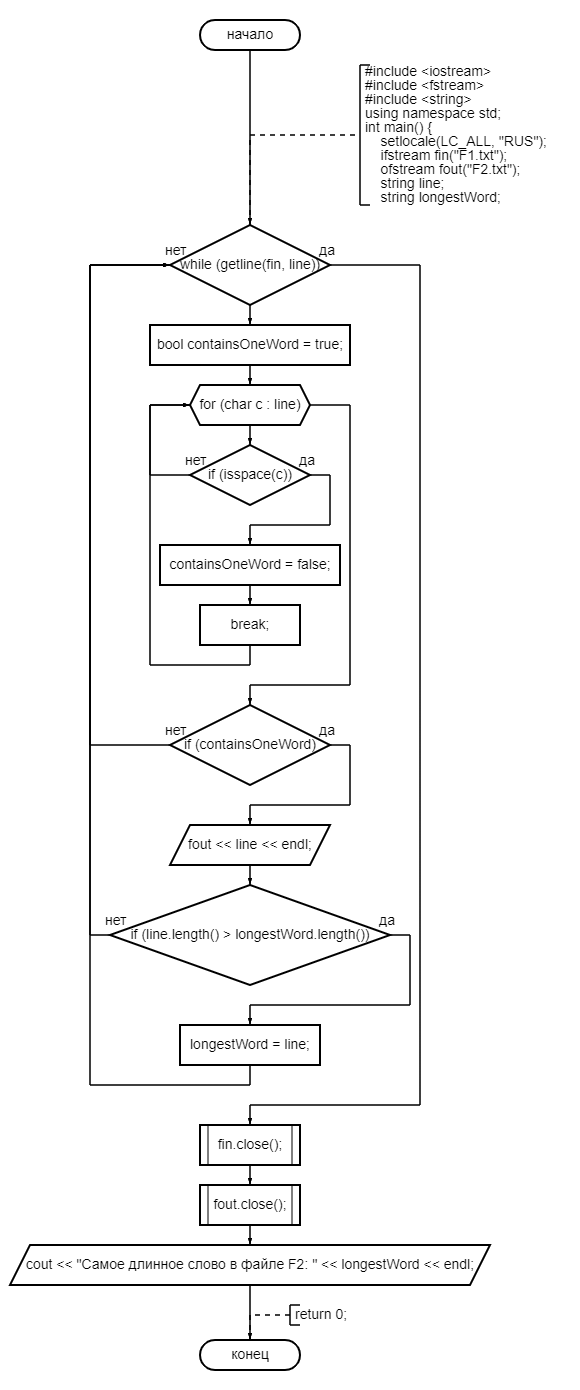 начало
#include <iostream>
#include <fstream>
#include <string>
using namespace std;
int main() {
setlocale(LC_ALL, "RUS");
ifstream fin("F1.txt");
ofstream fout("F2.txt");
string line;
string longestWord;
нет
да
while (getline(fin, line))
bool containsOneWord = true;
for (char c : line)
нет
да
if (isspace(c))
containsOneWord = false;
break;
нет
да
if (containsOneWord)
fout << line << endl;
нет
да
if (line.length() > longestWord.length())
longestWord = line;
fin.close();
fout.close();
cout << "Самое длинное слово в файле F2: " << longestWord << endl;
return 0;
конец